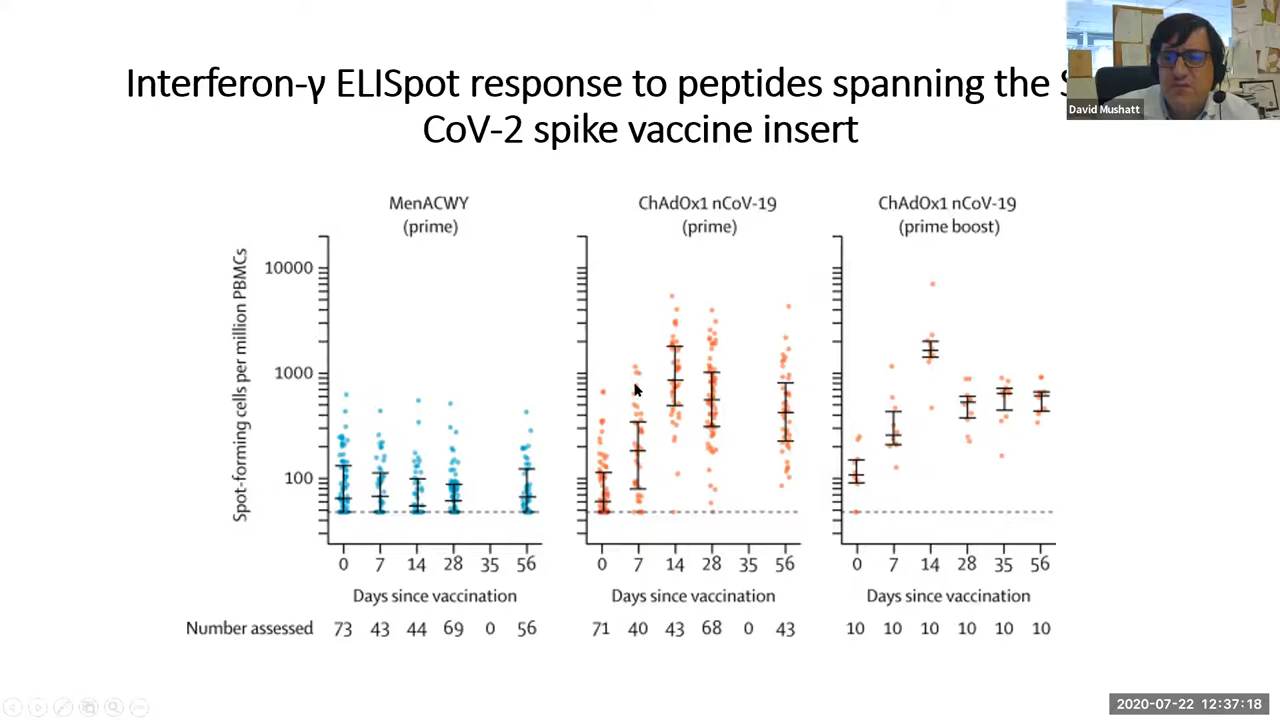 Interferon-γ ELISpot response to peptides spanning the
CoV-2 spike vaccine insert
David Mushatt
MenACWY
(prime)
ChAdOx1 nCoV-19
(prime)
ChAdOx1 nCoV-19
(prime boost)
Spot-forming cells per million PBMCs
10000
1000
100
0 7 14 28 35 56
0 7 14 28 35 56
0 7 14 28 35 56
Days since vaccination
Days since vaccination
Days since vaccination
Number assessed 73 43 44 69 0 56
71 40 43 68 0 43
10 10 10 10 10 10
2020-07-22 12:37:18